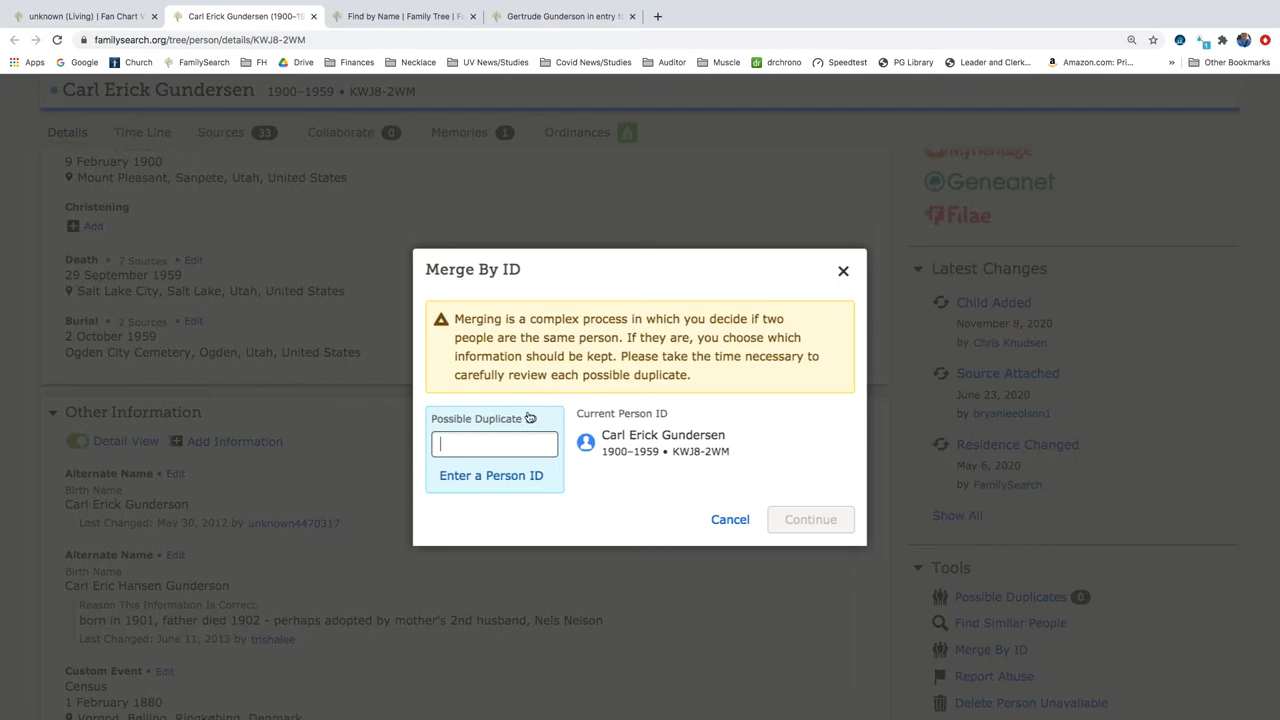 unknown (Living) | Fan Chart V
Carl Erick Gundersen (1900–19
Find by Name | Family Tree | Fa
Gertrude Gunderson in entry fo
familysearch.org/tree/person/details/KWJ8-2WM
Apps Google Church FamilySearch FH Drive Finances Necklace UV News/Studies Covid News/Studies Auditor Muscle drchrono Speedtest PG Library Leader and Clerk... Amazon.com: Pri... » Other Bookmarks
Carl Erick Gundersen 1900–1959 • KWJ8-2WM
Details Time Line Sources 33 Collaborate 0 Memories 1 Ordinances
9 February 1900
Mount Pleasant, Sanpete, Utah, United States
Christening
Add
Death • 7 Sources • Edit
29 September 1959
Salt Lake City, Salt Lake, Utah, United States
Burial • 2 Sources • Edit
2 October 1959
Ogden City Cemetery, Ogden, Utah, United States
Other Information
Detail View Add Information
Alternate Name • Edit
Birth Name
Carl Erick Gunderson
Last Changed: May 30, 2012 by unknown4470317
Alternate Name • Edit
Birth Name
Carl Eric Hansen Gunderson
Reason This Information Is Correct:
born in 1901, father died 1902 - perhaps adopted by mother's 2nd husband, Nels Neison
Last Changed: June 11, 2013 by trishalee
Custom Event • Edit
Census
1 February 1880
Vorgod, Bølling, Ringkøbing, Denmark
Merge By ID
Merging is a complex process in which you decide if two
people are the same person. If they are, you choose which
information should be kept. Please take the time necessary to
carefully review each possible duplicate.
Possible Duplicate
Enter a Person ID
Current Person ID
Carl Erick Gundersen
1900–1959 • KWJ8-2WM
Cancel Continue
MyHeritage
Geneanet
Filae
Latest Changes
Child Added
November 8, 2020
by Chris Knudsen
Source Attached
June 23, 2020
by bryanieeolson1
Residence Changed
May 6, 2020
by FamilySearch
Show All
Tools
Possible Duplicates 0
Find Similar People
Merge By ID
Report Abuse
Delete Person Unavailable